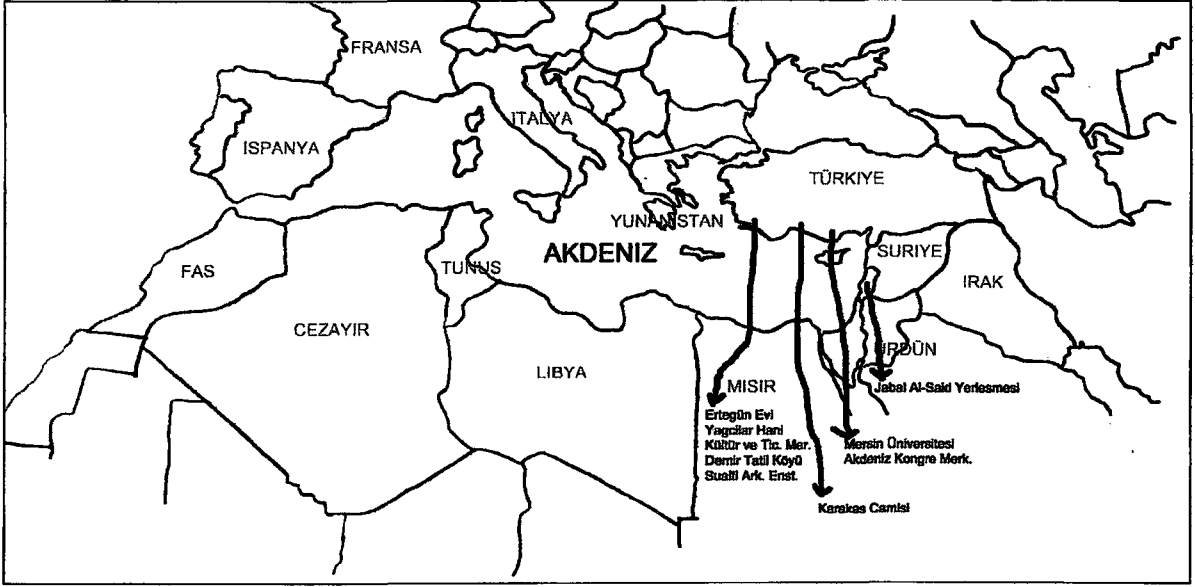 FRANSA
ITALYA
ISPANYA
TÜRKIYE
YUNANISTAN
AKDENIZ
SURIYE
TUNUS
FAS
IRAK
CEZAYIR
ÜRDÜN
LIBYA
MISIR
Jabal Al-Said Yerlesmesi
Ertegün Evi
Yagcilar Hani
Kültür ve Tic. Mer.
Demir Tatil Köyü
Sualti Ark. Enst.
Mersin Üniversitesi
Akdeniz Kongre Merk.
Karakas Camisi